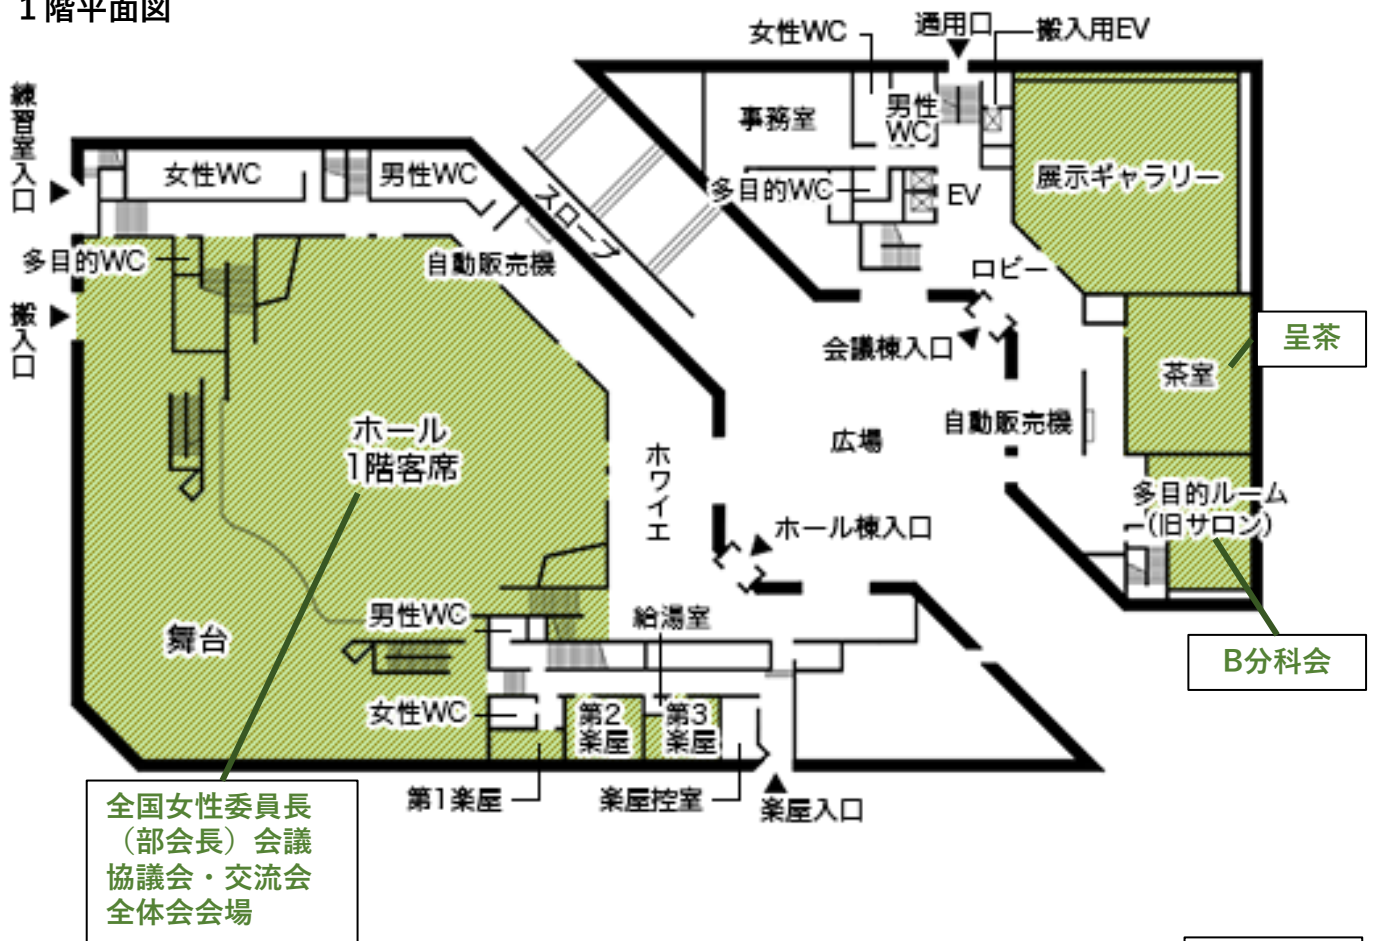 １階平面図
女性WC
通用口
搬入用EV
練習室入口
事務室
男性
WC
女性WC
男性WC
スロープ
多目的WC
EV
展示ギャラリー
多目的WC
自動販売機
ロビー
搬入口
会議棟入口
呈茶
茶室
ホール
1階客席
ホワイエ
広場
自動販売機
多目的ルーム
（旧サロン）
ホール棟入口
男性WC
給湯室
舞台
B分科会
女性WC
第2
楽屋
第3
楽屋
第1楽屋
楽屋控室
楽屋入口
全国女性委員長
（部会長）会議
協議会・交流会
全体会会場